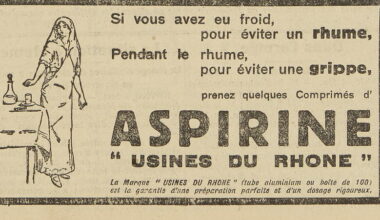 Si vous avez eu froid,
pour éviter un rhume,
Pendant le rhume,
pour éviter une grippe,
prenez quelques Comprimés d'
ASPIRINE
" USINES DU RHONE "
La Marque "USINES DU RHONE" (tube aluminium ou boîte de 100)
est la garantie d'une préparation parfaite et d'un dosage rigoureux.